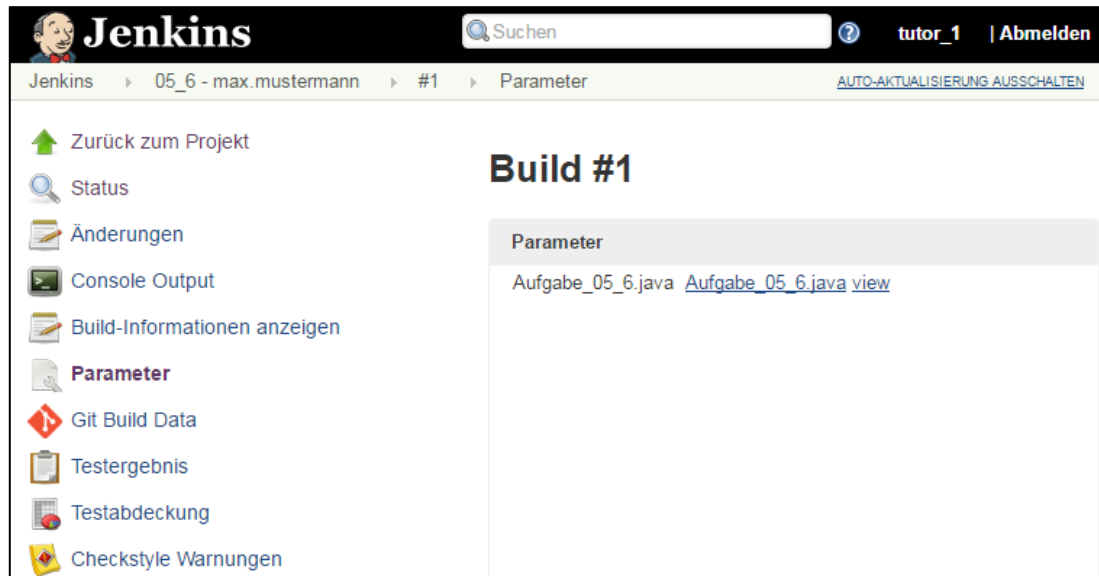 Jenkins
Suchen
tutor_1 | Abmelden
Jenkins 05_6 - max.mustermann #1 Parameter
AUTO-AKTUALISIERUNG AUSSCHALTEN
Zurück zum Projekt
Status
Änderungen
Console Output
Build-Informationen anzeigen
Parameter
Git Build Data
Testergebnis
Testabdeckung
Checkstyle Warnungen
Build #1
Parameter
Aufgabe_05_6.java Aufgabe_05_6.java view